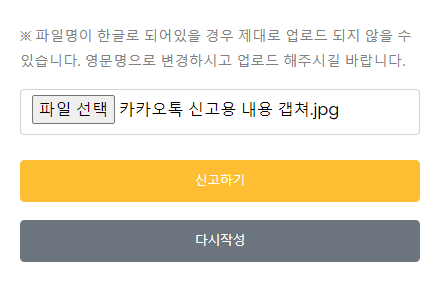 ※ 파일명이 한글로 되어있을 경우 제대로 업로드 되지 않을 수
있습니다. 영문명으로 변경하시고 업로드 해주시길 바랍니다.
파일 선택 카카오톡 신고용 내용 갭쳐.jpg
신고하기
다시작성